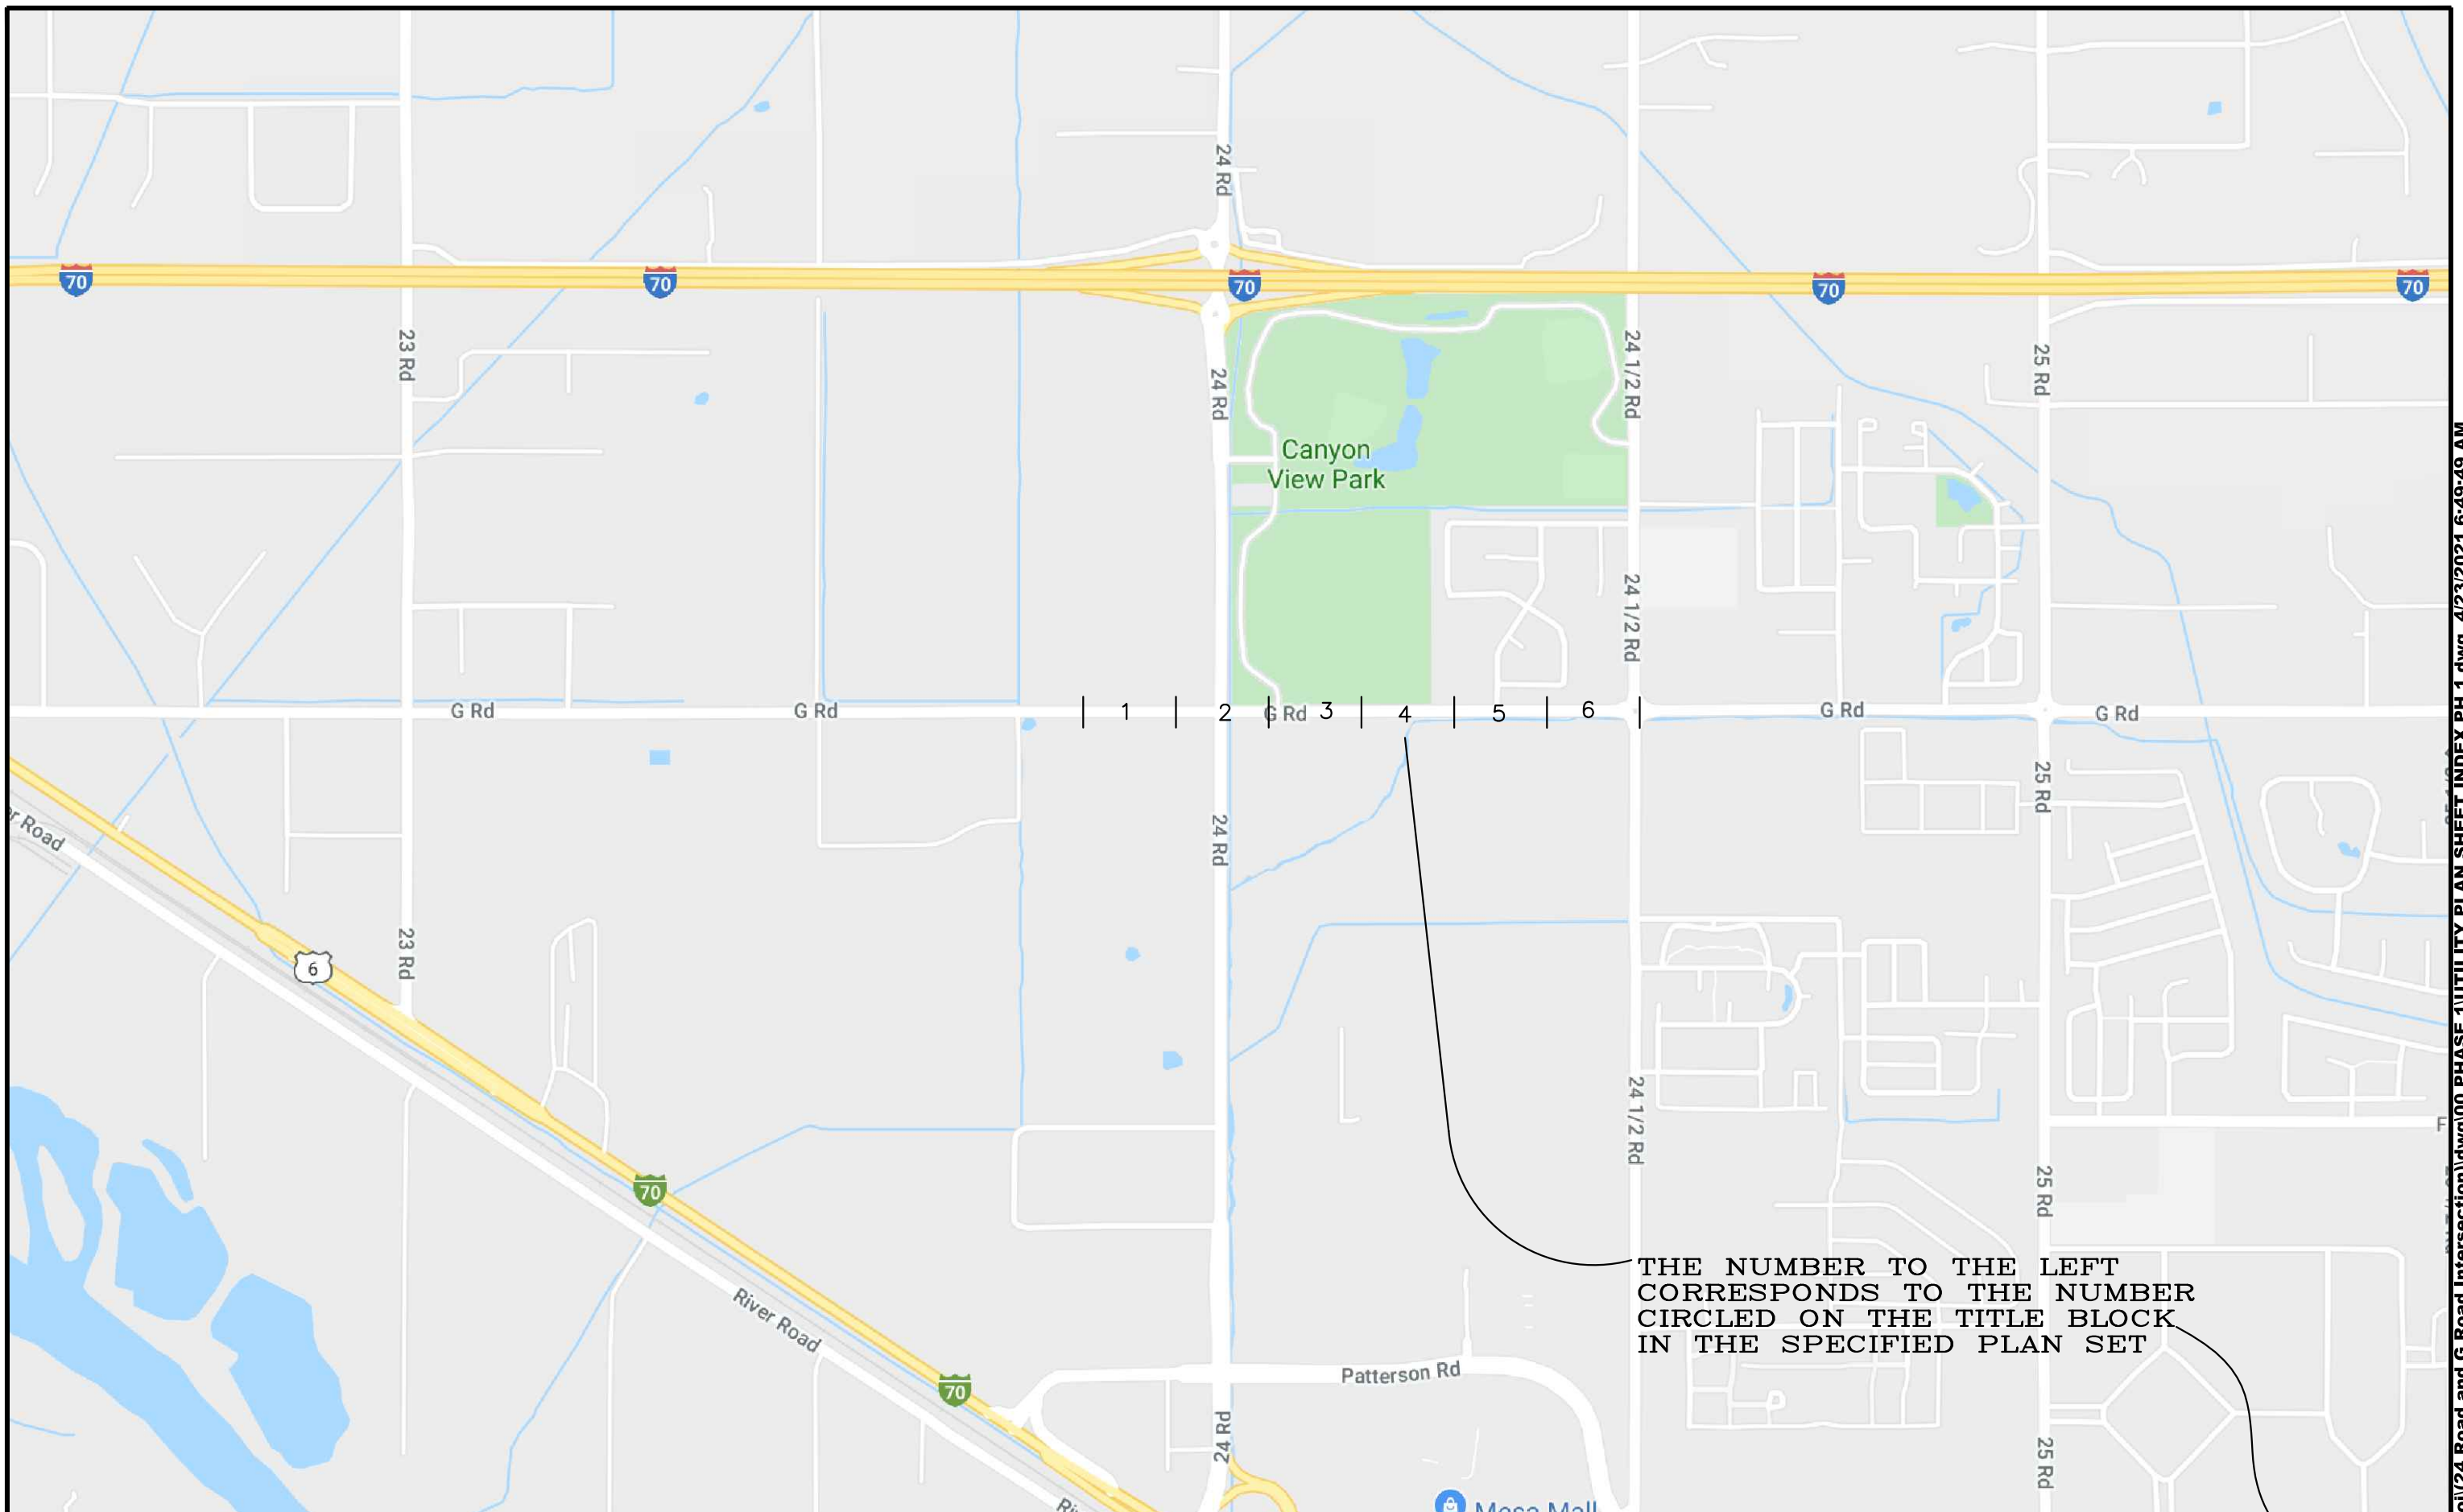 24 Rd
70
70
70
70
70
23 Rd
24 Rd
24 1/2 Rd
25 Rd
Canyon
View Park
24 1/2 Rd
G Rd
G Rd
1
2
G Rd
3
4
5
6
G Rd
G Rd
25 Rd
24 Rd
River Road
6
23 Rd
24 1/2 Rd
F
70
25 Rd
THE NUMBER TO THE LEFT
CORRESPONDS TO THE NUMBER
CIRCLED ON THE TITLE BLOCK
IN THE SPECIFIED PLAN SET
Patterson Rd
70
24 Rd
25 Rd